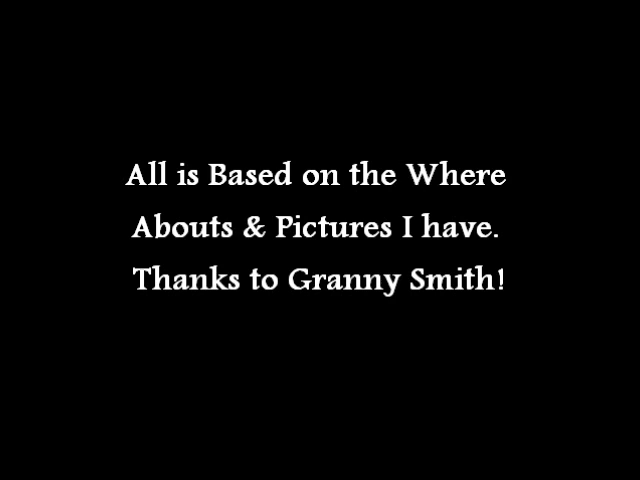 All is Based on the Where
Abouts & Pictures I have.
Thanks to Granny Smith!